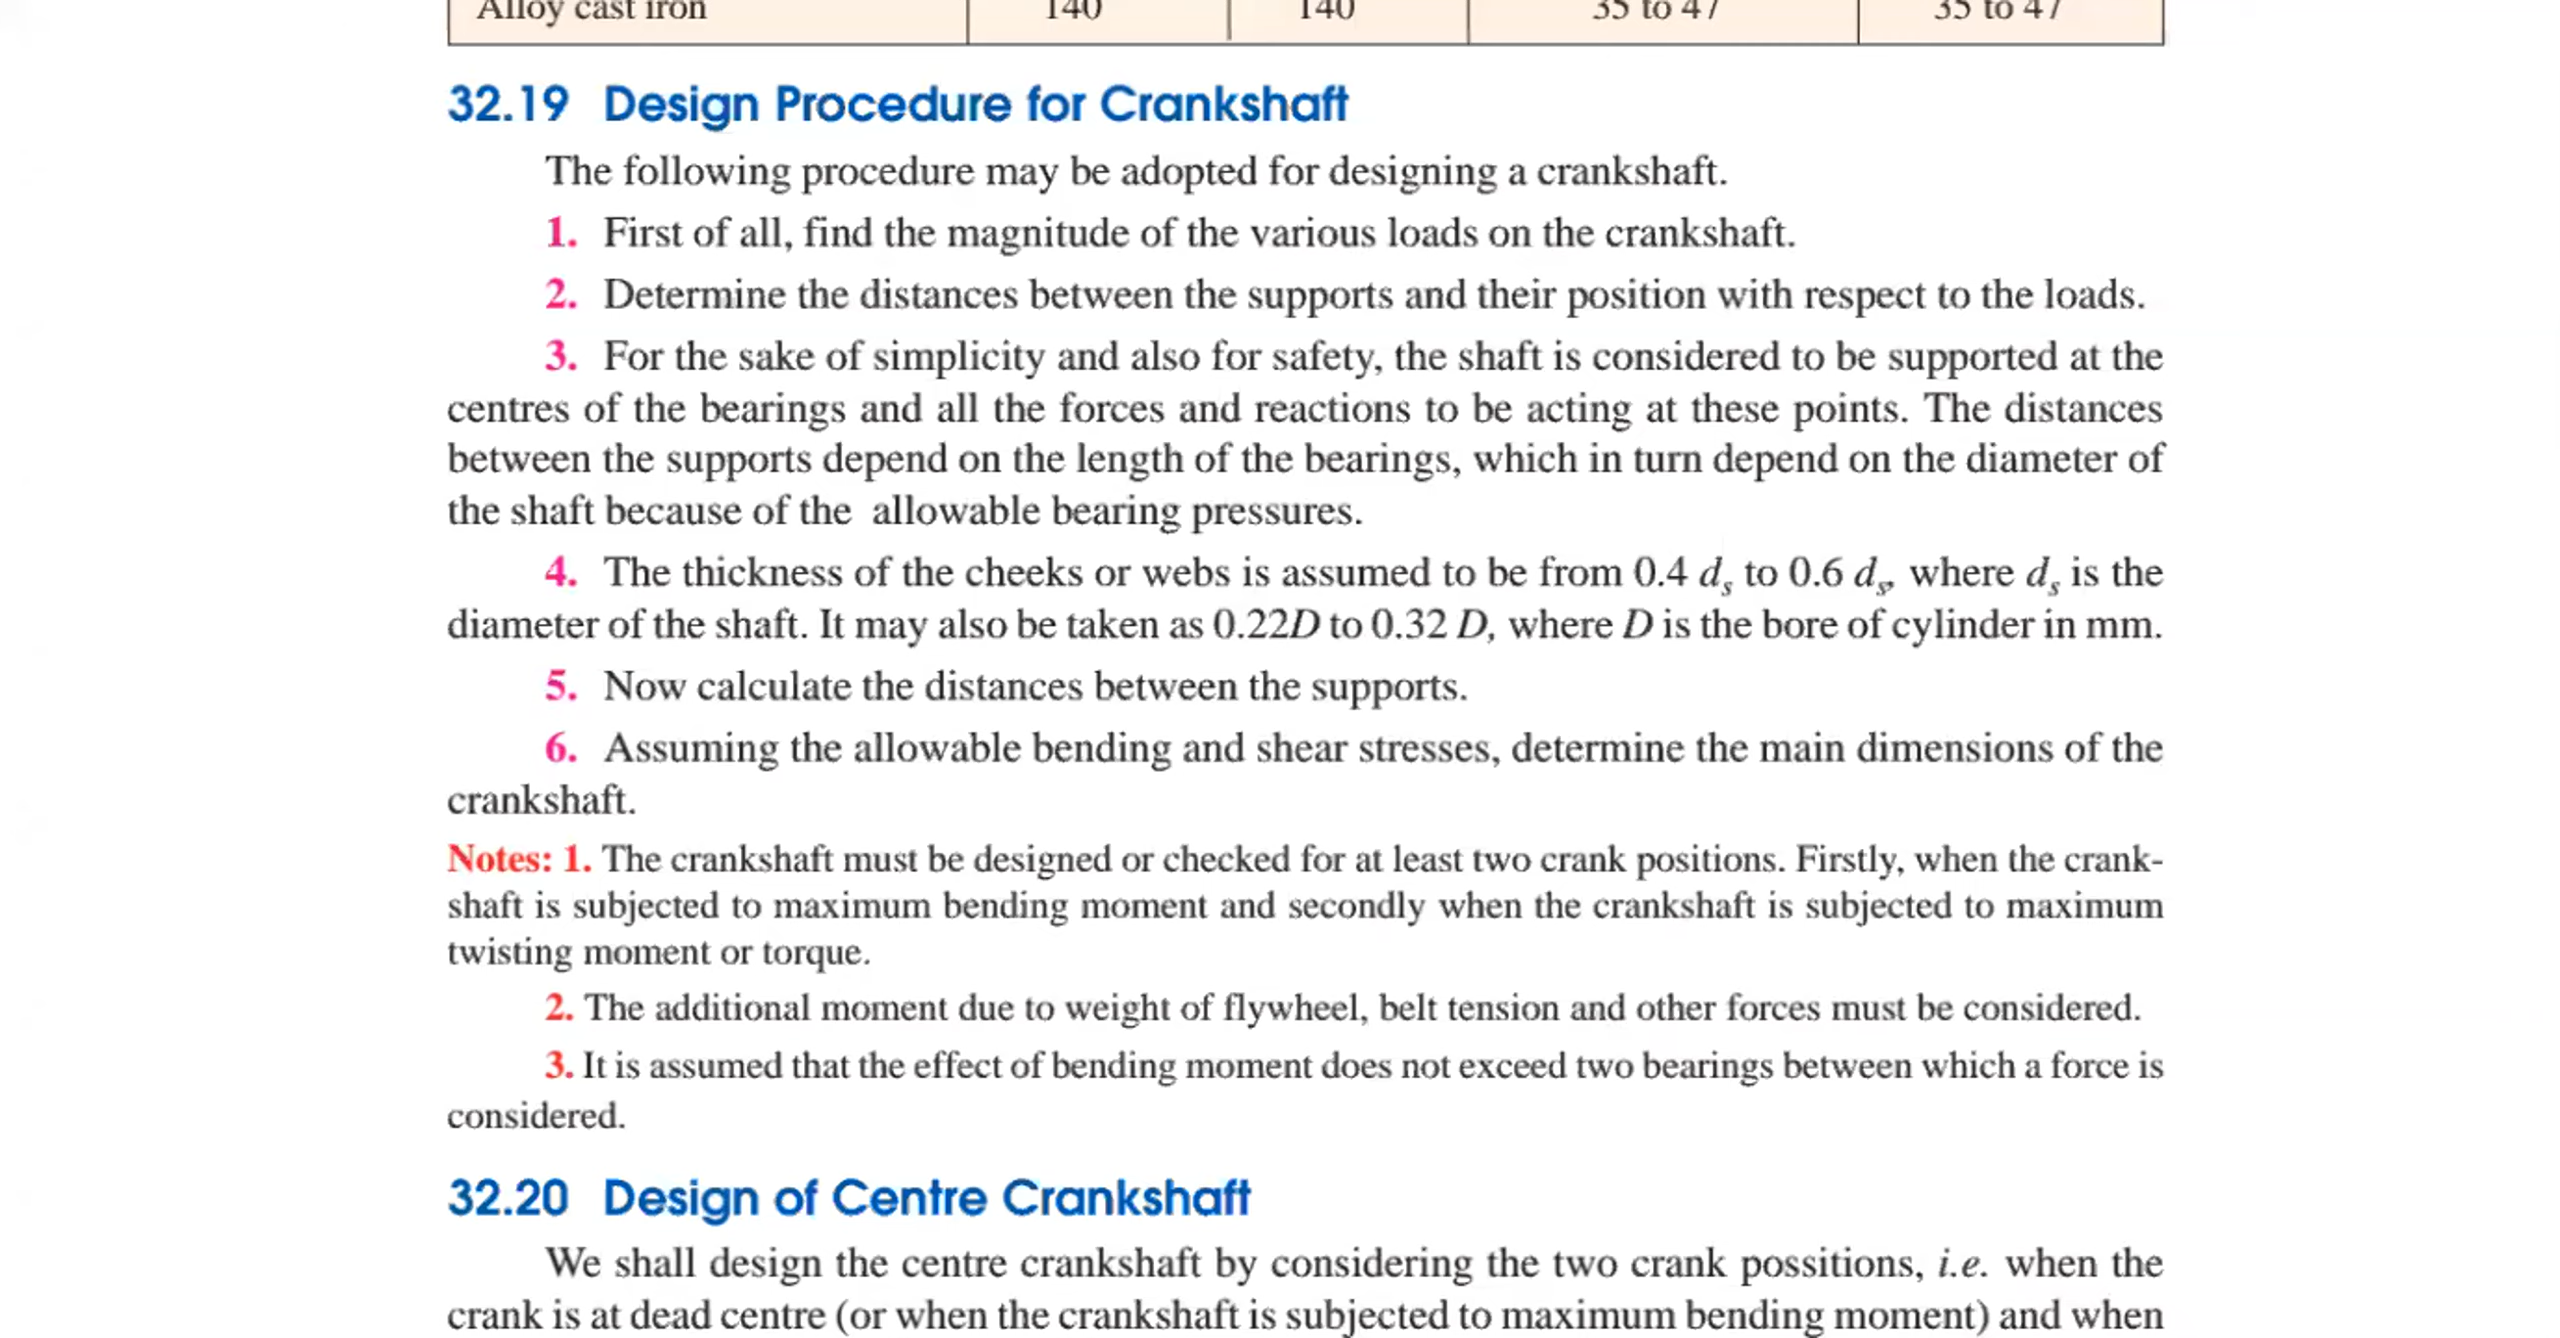 Alloy cast iron 140 140 35 to 47 35 to 47
32.19 Design Procedure for Crankshaft
The following procedure may be adopted for designing a crankshaft.
1. First of all, find the magnitude of the various loads on the crankshaft.
2. Determine the distances between the supports and their position with respect to the loads.
3. For the sake of simplicity and also for safety, the shaft is considered to be supported at the
centres of the bearings and all the forces and reactions to be acting at these points. The distances
between the supports depend on the length of the bearings, which in turn depend on the diameter of
the shaft because of the allowable bearing pressures.
4. The thickness of the cheeks or webs is assumed to be from 0.4 ds to 0.6 ds, where ds is the
diameter of the shaft. It may also be taken as 0.22D to 0.32 D, where D is the bore of cylinder in mm.
5. Now calculate the distances between the supports.
6. Assuming the allowable bending and shear stresses, determine the main dimensions of the
crankshaft.
Notes: 1. The crankshaft must be designed or checked for at least two crank positions. Firstly, when the crank-
shaft is subjected to maximum bending moment and secondly when the crankshaft is subjected to maximum
twisting moment or torque.
2. The additional moment due to weight of flywheel, belt tension and other forces must be considered.
3. It is assumed that the effect of bending moment does not exceed two bearings between which a force is
considered.
32.20 Design of Centre Crankshaft
We shall design the centre crankshaft by considering the two crank possitions, i.e. when the
crank is at dead centre (or when the crankshaft is subjected to maximum bending moment) and when